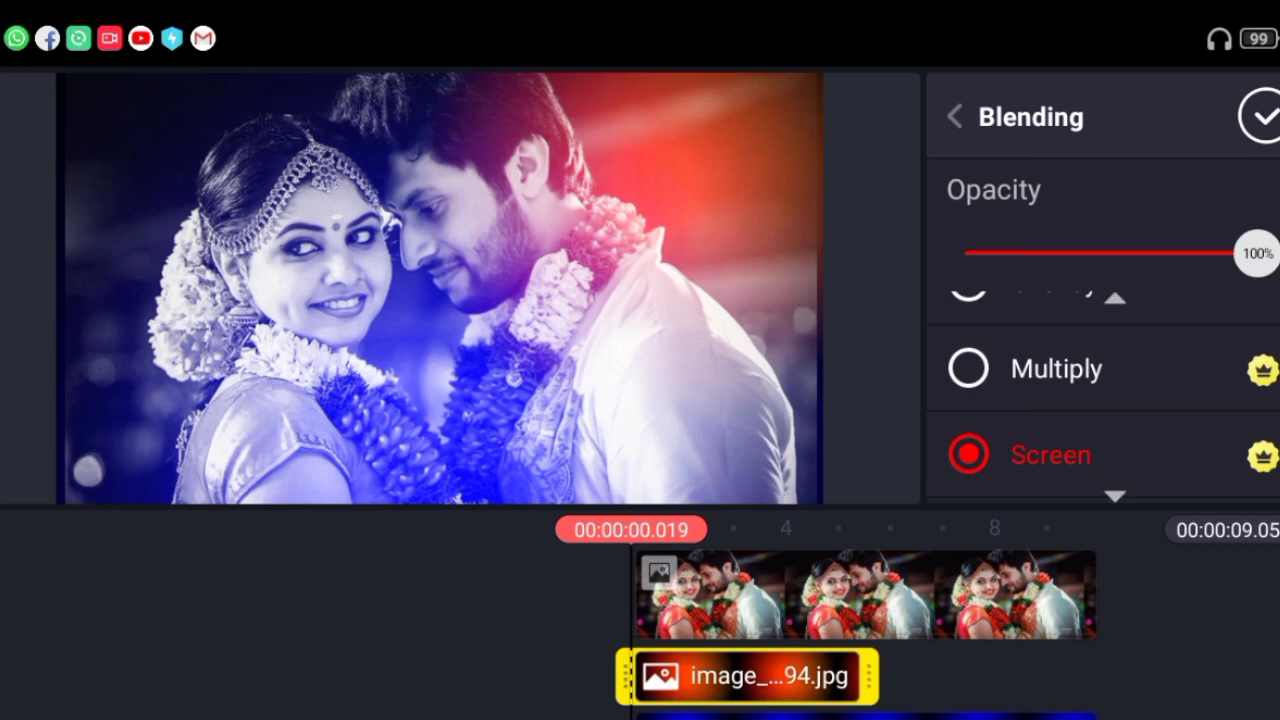 99
Blending
Opacity
100%
Multiply
Screen
00:00:00.019
4
8
00:00:09.05
image_...94.jpg